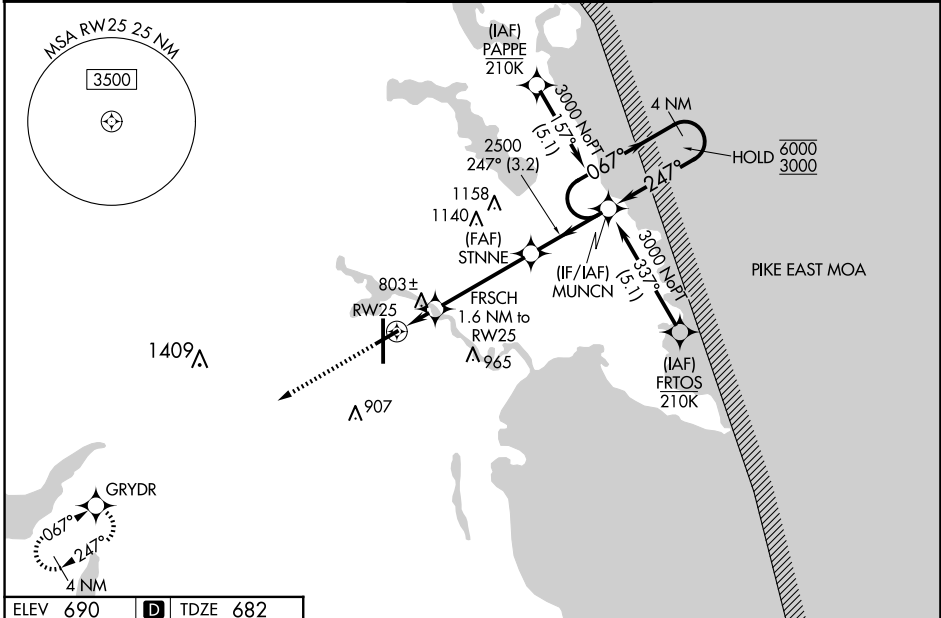 MSA RW25 25 NM
3500
(IAF)
PAPPE
210K
3000 NoPT
157°
(5.1)
4 NM
067°
247°
HOLD
6000
3000
2500
247° (3.2)
1158
1140
(FAF)
STNNE
(IF/IAF)
MUNCN
3000 NoPT
337°
(5.1)
PIKE EAST MOA
803±
RW25
FRSCH
1.6 NM to
RW25
965
(IAF)
FRTOS
210K
1409
907
GRYDR
067°
247°
4 NM
ELEV 690 D TDZE 682